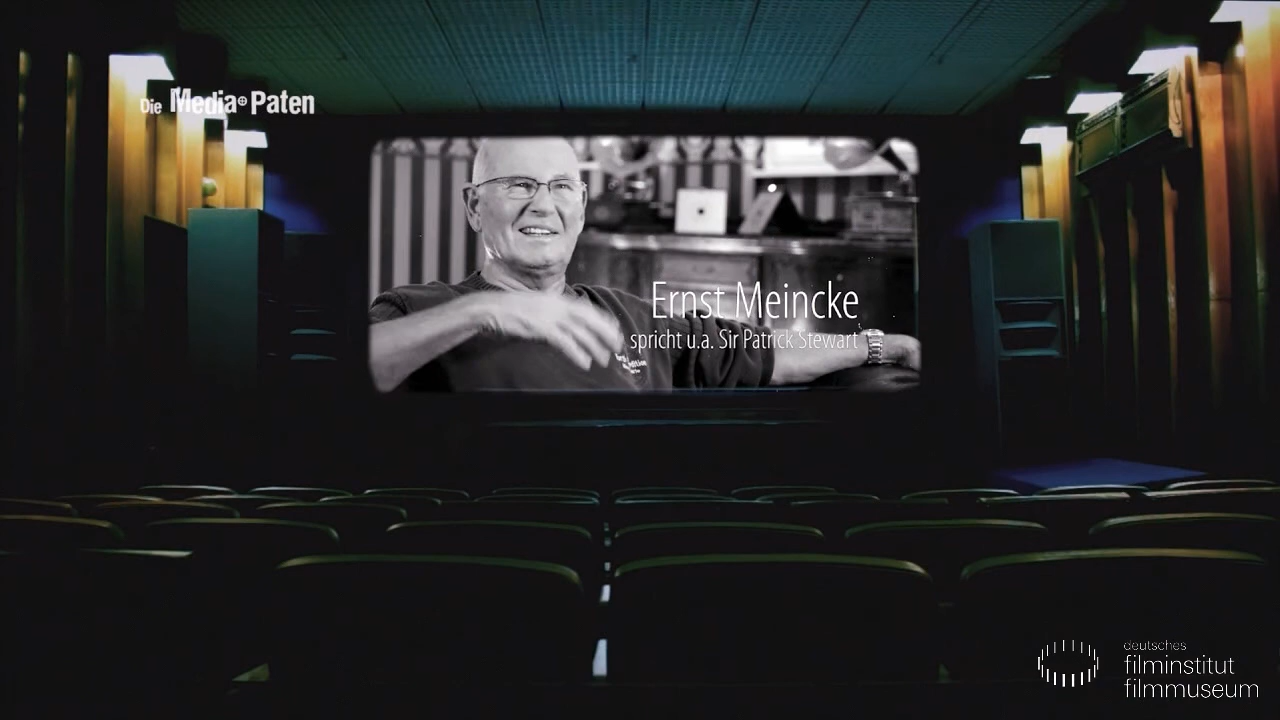 Die Media Paten
Ernst Meincke
spricht u.a. Sir Patrick Stewart
deutsches
filminstitut
filmmuseum